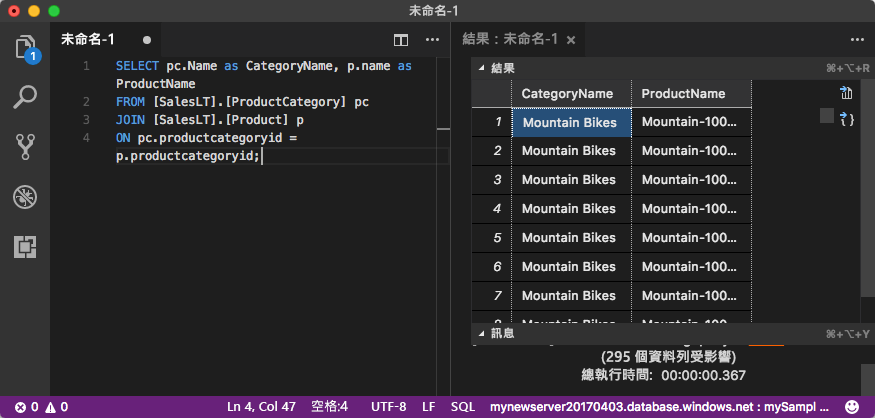 未命名-1
未命名-1
結果：未命名-1
1
1 SELECT pc.Name as CategoryName, p.name as
ProductName
2 FROM [SalesLT].[ProductCategory] pc
3 JOIN [SalesLT].[Product] p
4 ON pc.productcategoryid =
p.productcategoryid;
結果 ⌘+⌥+R
CategoryName ProductName
1 Mountain Bikes Mountain-100...
2 Mountain Bikes Mountain-100...
3 Mountain Bikes Mountain-100...
4 Mountain Bikes Mountain-100...
5 Mountain Bikes Mountain-100...
6 Mountain Bikes Mountain-100...
7 Mountain Bikes Mountain-100...
訊息 ⌘+⌥+Y
(295 個資料列受影響)
總執行時間: 00:00:00.367
0 0 Ln 4, Col 47 空格:4 UTF-8 LF SQL mynewserver20170403.database.windows.net : mySampl ...